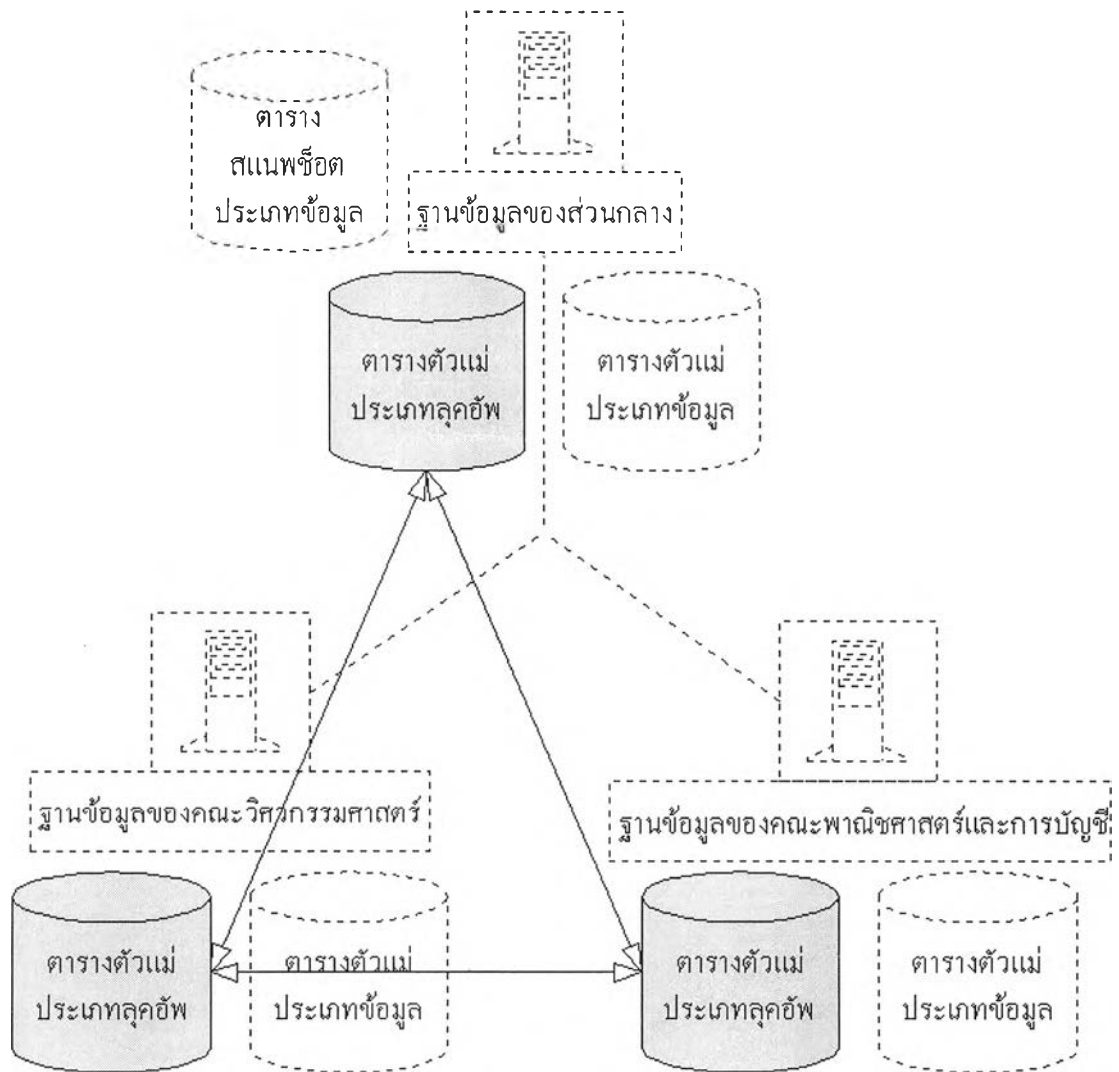 ตาราง
สแนพช็อต
ประเภทข้อมูล
ฐานข้อมูลของส่วนกลาง
ตารางตัวแม่
ประเภทลุคอัพ
ตารางตัวแม่
ประเภทข้อมูล
ฐานข้อมูลของคณะวิศวกรรมศาสตร์
ฐานข้อมูลของคณะพาณิชศาสตร์และการบัญชี
ตารางตัวแม่
ประเภทลุคอัพ
ตารางตัวแม่
ประเภทข้อมูล
ตารางตัวแม่
ประเภทลุคอัพ
ตารางตัวแม่
ประเภทข้อมูล